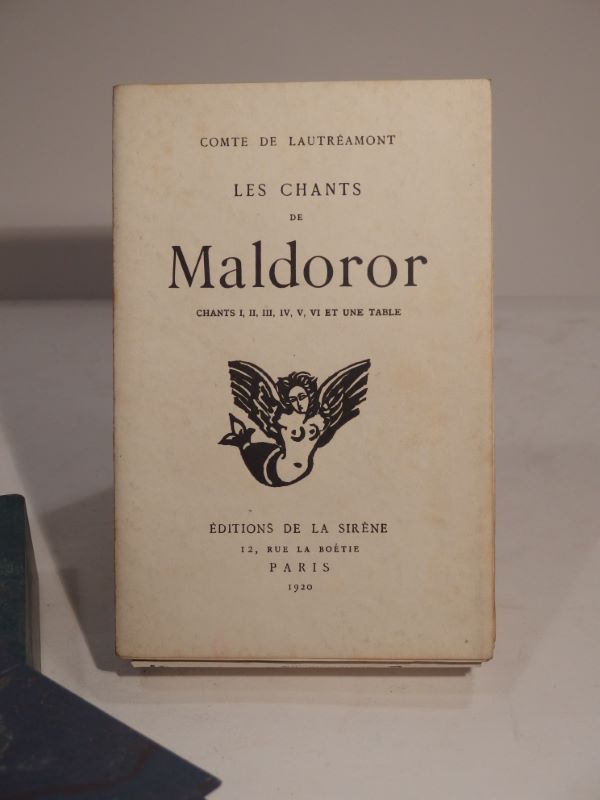 COMTE DE LAUTRÉAMONT
LES CHANTS
DE
Maldoror
CHANTS I, II, III, IV, V, VI ET UNE TABLE
ÉDITIONS DE LA SIRÈNE
12, RUE LA BOÉTIE
PARIS
1920